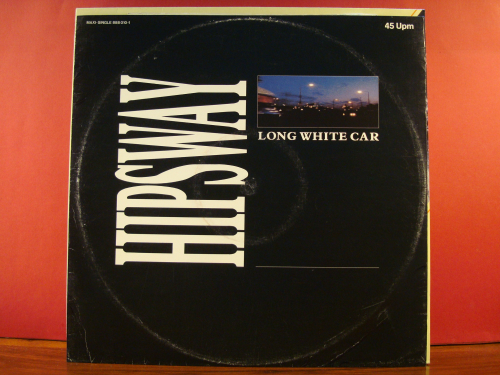 MAXI-SINGLE 888 010-1
45 Upm
HIPSWAY
LONG WHITE CAR